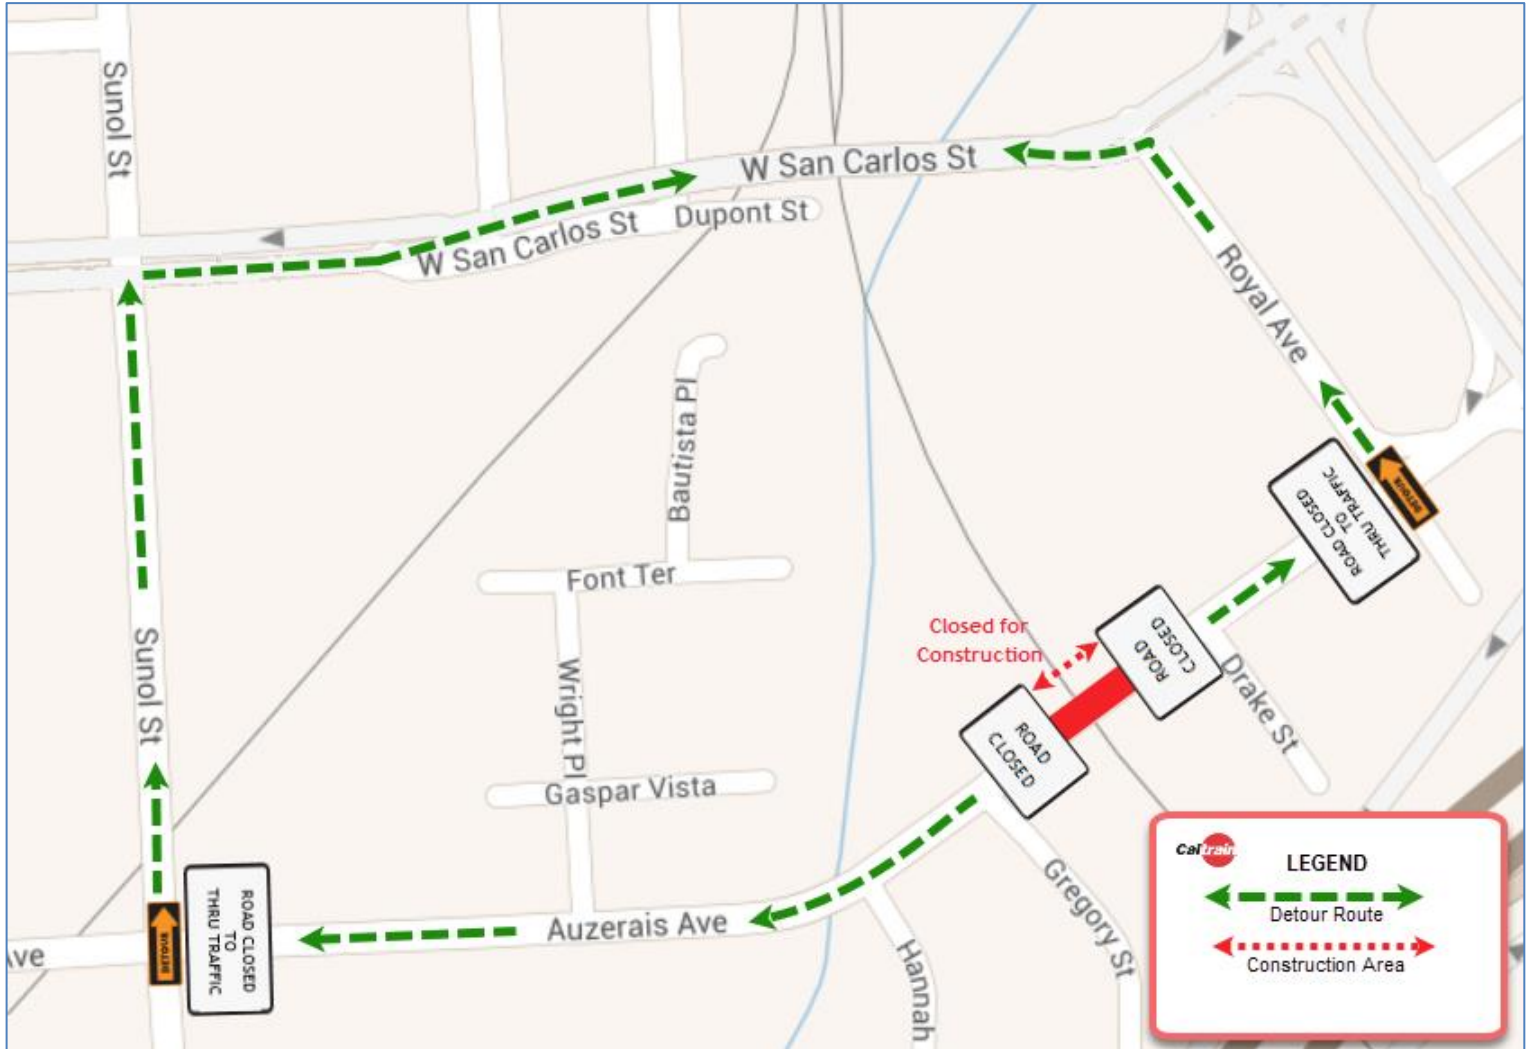 Sunol St
W San Carlos St
Dupont St
W San Carlos St
Royal Ave
Bautista Pl
DETOUR
ROAD CLOSED
TO
THRU TRAFFIC
Font Ter
Closed for
Construction
ROAD
CLOSED
Sunol St
Wright Pl
Drake St
ROAD
CLOSED
Gaspar Vista
Gregory St
Auzerais Ave
Hannah
ROAD CLOSED
TO
THRU TRAFFIC
DETOUR
Ave
Caltrain
LEGEND
Detour Route
Construction Area